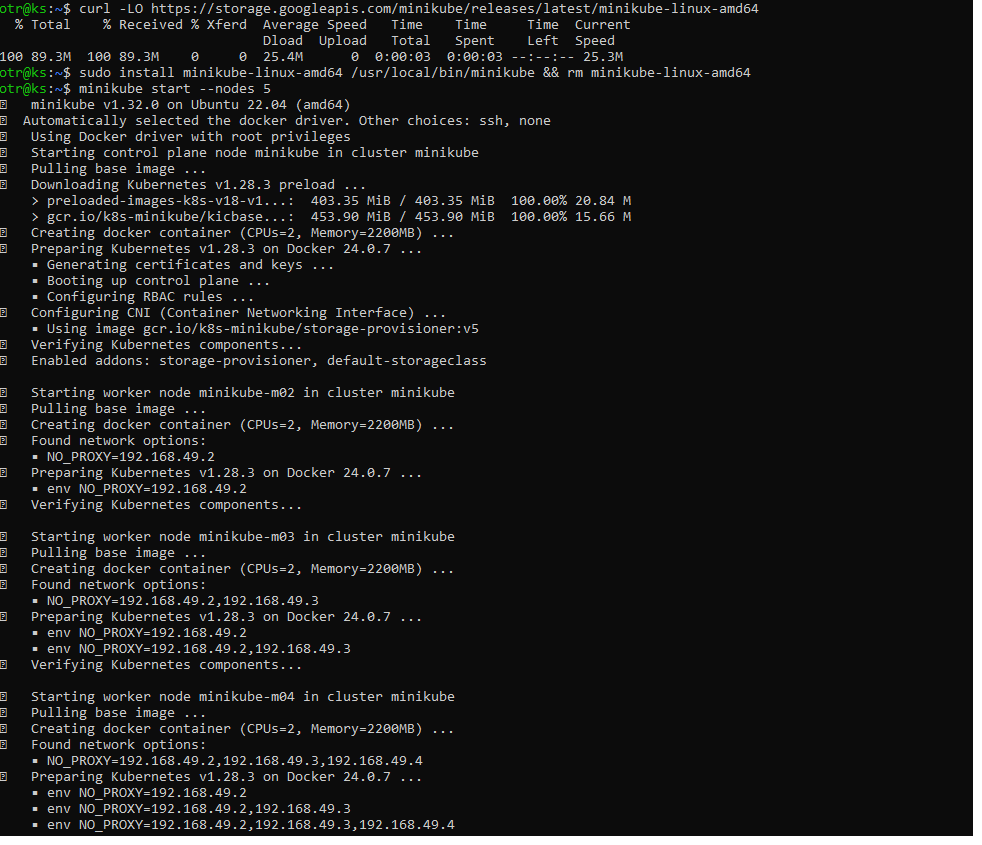 otr@ks:~$ curl -LO https://storage.googleapis.com/minikube/releases/latest/minikube-linux-amd64
% Total % Received % Xferd Average Speed Time Time Time Current
Dload Upload Total Spent Left Speed
100 89.3M 100 89.3M 0 0 25.4M 0 0:00:03 0:00:03 --:--:-- 25.3M
otr@ks:~$ sudo install minikube-linux-amd64 /usr/local/bin/minikube && rm minikube-linux-amd64
otr@ks:~$ minikube start --nodes 5
minikube v1.32.0 on Ubuntu 22.04 (amd64)
Automatically selected the docker driver. Other choices: ssh, none
Using Docker driver with root privileges
Starting control plane node minikube in cluster minikube
Pulling base image ...
Downloading Kubernetes v1.28.3 preload ...
> preloaded-images-k8s-v18-v1...: 403.35 MiB / 403.35 MiB 100.00% 20.84 M
> gcr.io/k8s-minikube/kicbase...: 453.90 MiB / 453.90 MiB 100.00% 15.66 M
Creating docker container (CPUs=2, Memory=2200MB) ...
Preparing Kubernetes v1.28.3 on Docker 24.0.7 ...
▪ Generating certificates and keys ...
▪ Booting up control plane ...
▪ Configuring RBAC rules ...
Configuring CNI (Container Networking Interface) ...
▪ Using image gcr.io/k8s-minikube/storage-provisioner:v5
Verifying Kubernetes components...
Enabled addons: storage-provisioner, default-storageclass
Starting worker node minikube-m02 in cluster minikube
Pulling base image ...
Creating docker container (CPUs=2, Memory=2200MB) ...
Found network options:
▪ NO_PROXY=192.168.49.2
Preparing Kubernetes v1.28.3 on Docker 24.0.7 ...
▪ env NO_PROXY=192.168.49.2
Verifying Kubernetes components...
Starting worker node minikube-m03 in cluster minikube
Pulling base image ...
Creating docker container (CPUs=2, Memory=2200MB) ...
Found network options:
▪ NO_PROXY=192.168.49.2,192.168.49.3
Preparing Kubernetes v1.28.3 on Docker 24.0.7 ...
▪ env NO_PROXY=192.168.49.2
▪ env NO_PROXY=192.168.49.2,192.168.49.3
Verifying Kubernetes components...
Starting worker node minikube-m04 in cluster minikube
Pulling base image ...
Creating docker container (CPUs=2, Memory=2200MB) ...
Found network options:
▪ NO_PROXY=192.168.49.2,192.168.49.3,192.168.49.4
Preparing Kubernetes v1.28.3 on Docker 24.0.7 ...
▪ env NO_PROXY=192.168.49.2
▪ env NO_PROXY=192.168.49.2,192.168.49.3
▪ env NO_PROXY=192.168.49.2,192.168.49.3,192.168.49.4